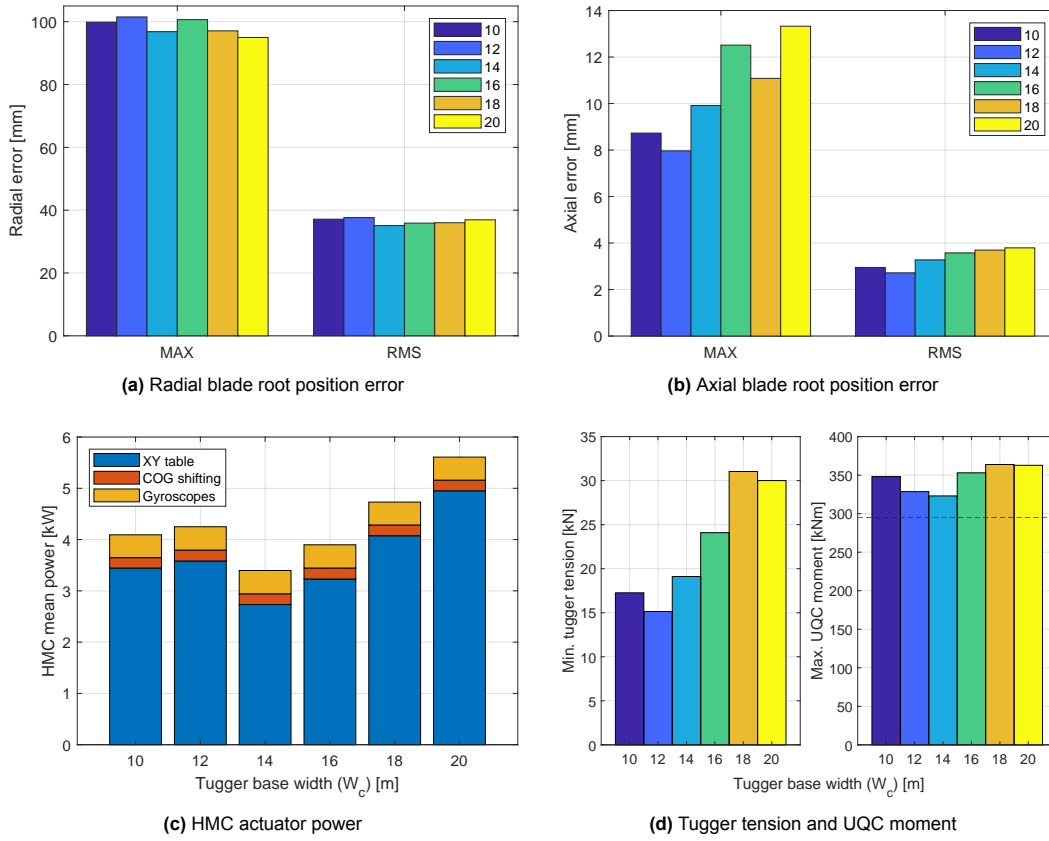 100
80
60
40
20
0
Radial error [mm]
MAX
RMS
10
12
14
16
18
20
(a) Radial blade root position error
14
12
10
8
6
4
2
0
Axial error [mm]
MAX
RMS
10
12
14
16
18
20
(b) Axial blade root position error
6
5
4
3
2
1
0
HMC mean power [kW]
XY table
COG shifting
Gyroscopes
10
12
14
16
18
20
Tugger base width (W_c) [m]
(c) HMC actuator power
35
30
25
20
15
10
5
0
Min. tugger tension [kN]
10 12 14 16 18 20
400
350
300
250
200
150
100
50
0
Max. UQC moment [kNm]
10 12 14 16 18 20
Tugger base width (W_c) [m]
(d) Tugger tension and UQC moment